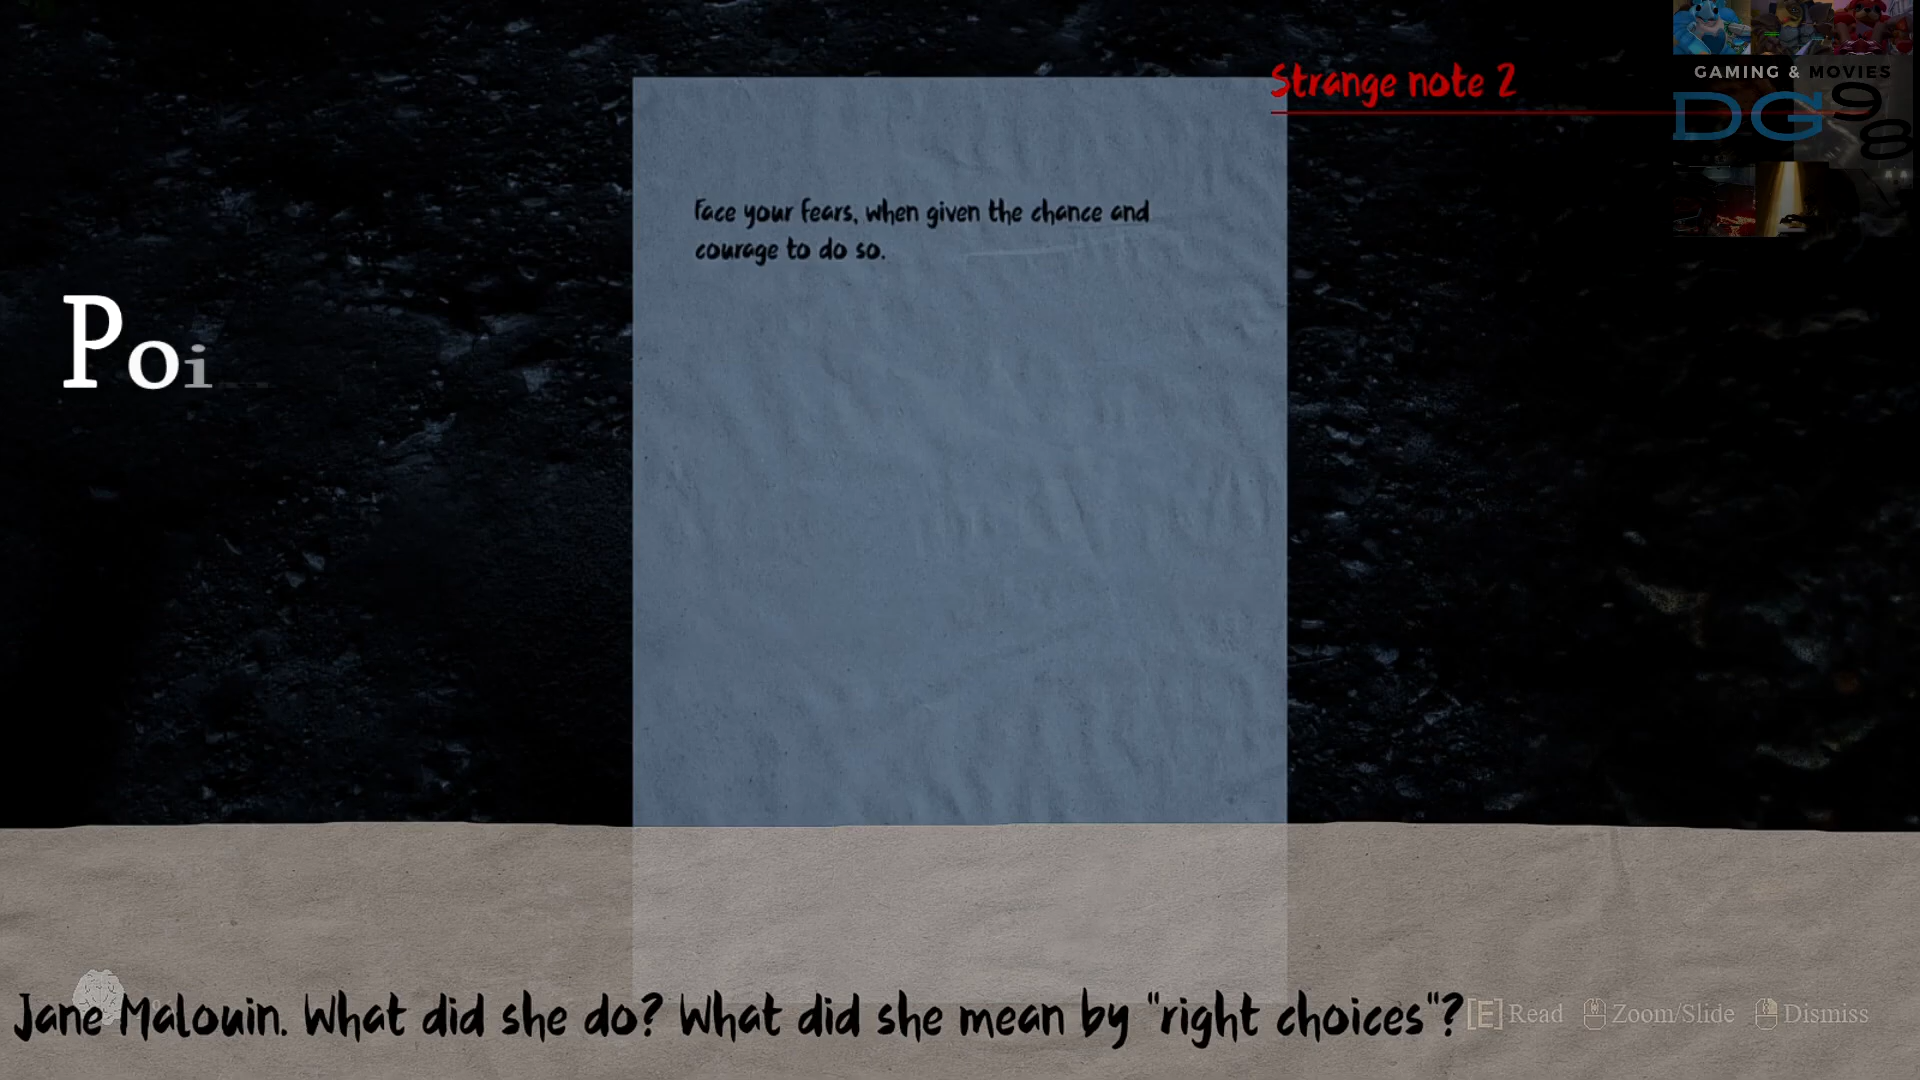 Strange note 2
GAMING & MOVIES
DG98
Face your fears, when given the chance and
courage to do so.
Poi
Jane Malouin. What did she do? What did she mean by "right choices"?
[E] Read Zoom/Slide Dismiss